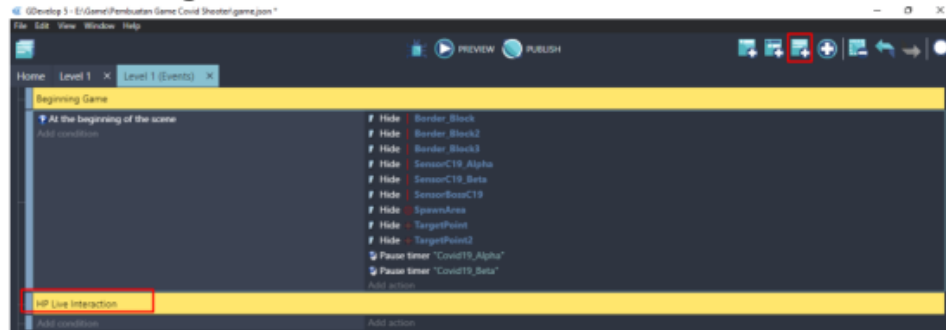 GDevelop 5 - E:\Game\Pembuatan Game Covid Shooter\game.json *
File Edit View Window Help
PREVIEW PUBLISH
Home Level 1 × Level 1 (Events) ×
Beginning Game
At the beginning of the scene
Add condition
Hide Border_Block
Hide Border_Block2
Hide Border_Block3
Hide SensorC19_Alpha
Hide SensorC19_Beta
Hide SensorBossC19
Hide SpawnArea
Hide TargetPoint
Hide TargetPoint2
Pause timer "Covid19_Alpha"
Pause timer "Covid19_Beta"
Add action
HP Live Interaction
Add condition Add action